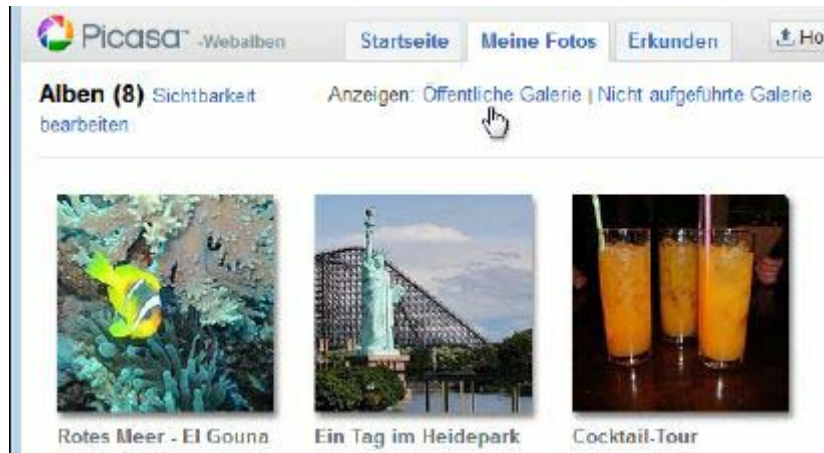 Picasa™ -Webalben Startseite Meine Fotos Erkunden Ho
Alben (8) Sichtbarkeit Anzeigen: Öffentliche Galerie | Nicht aufgeführte Galerie
bearbeiten
Rotes Meer - El Gouna Ein Tag im Heidepark Cocktail-Tour